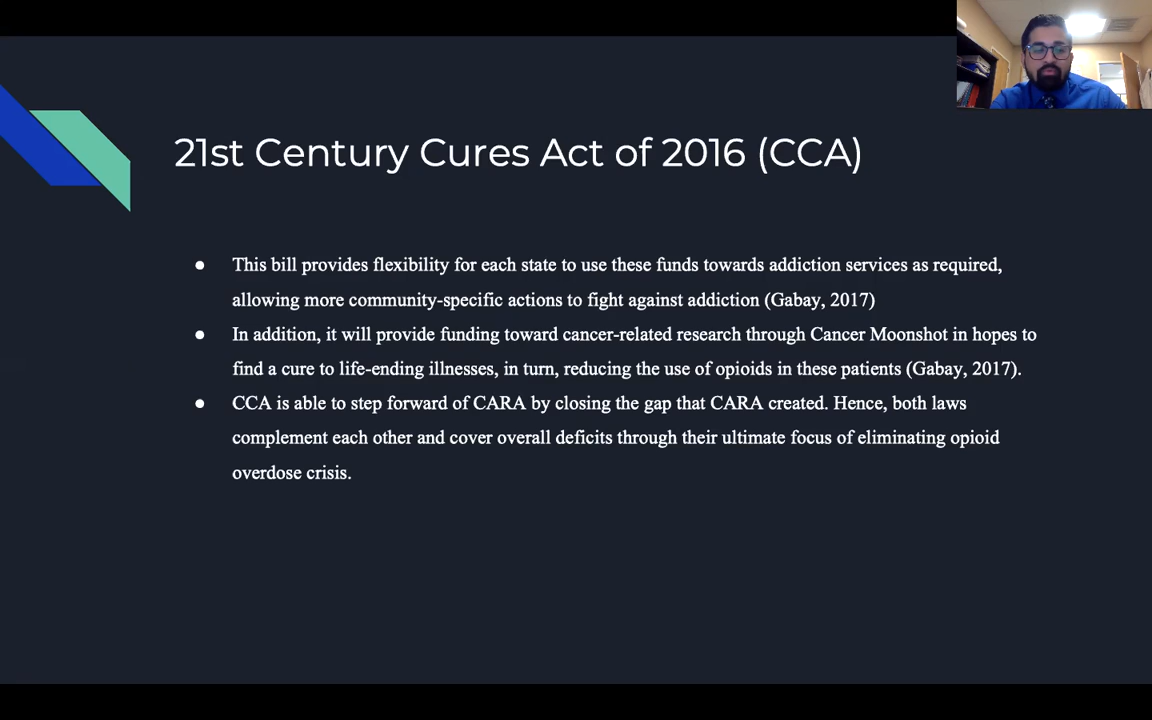 21st Century Cures Act of 2016 (CCA)
● This bill provides flexibility for each state to use these funds towards addiction services as required,
allowing more community-specific actions to fight against addiction (Gabay, 2017)
● In addition, it will provide funding toward cancer-related research through Cancer Moonshot in hopes to
find a cure to life-ending illnesses, in turn, reducing the use of opioids in these patients (Gabay, 2017).
● CCA is able to step forward of CARA by closing the gap that CARA created. Hence, both laws
complement each other and cover overall deficits through their ultimate focus of eliminating opioid
overdose crisis.